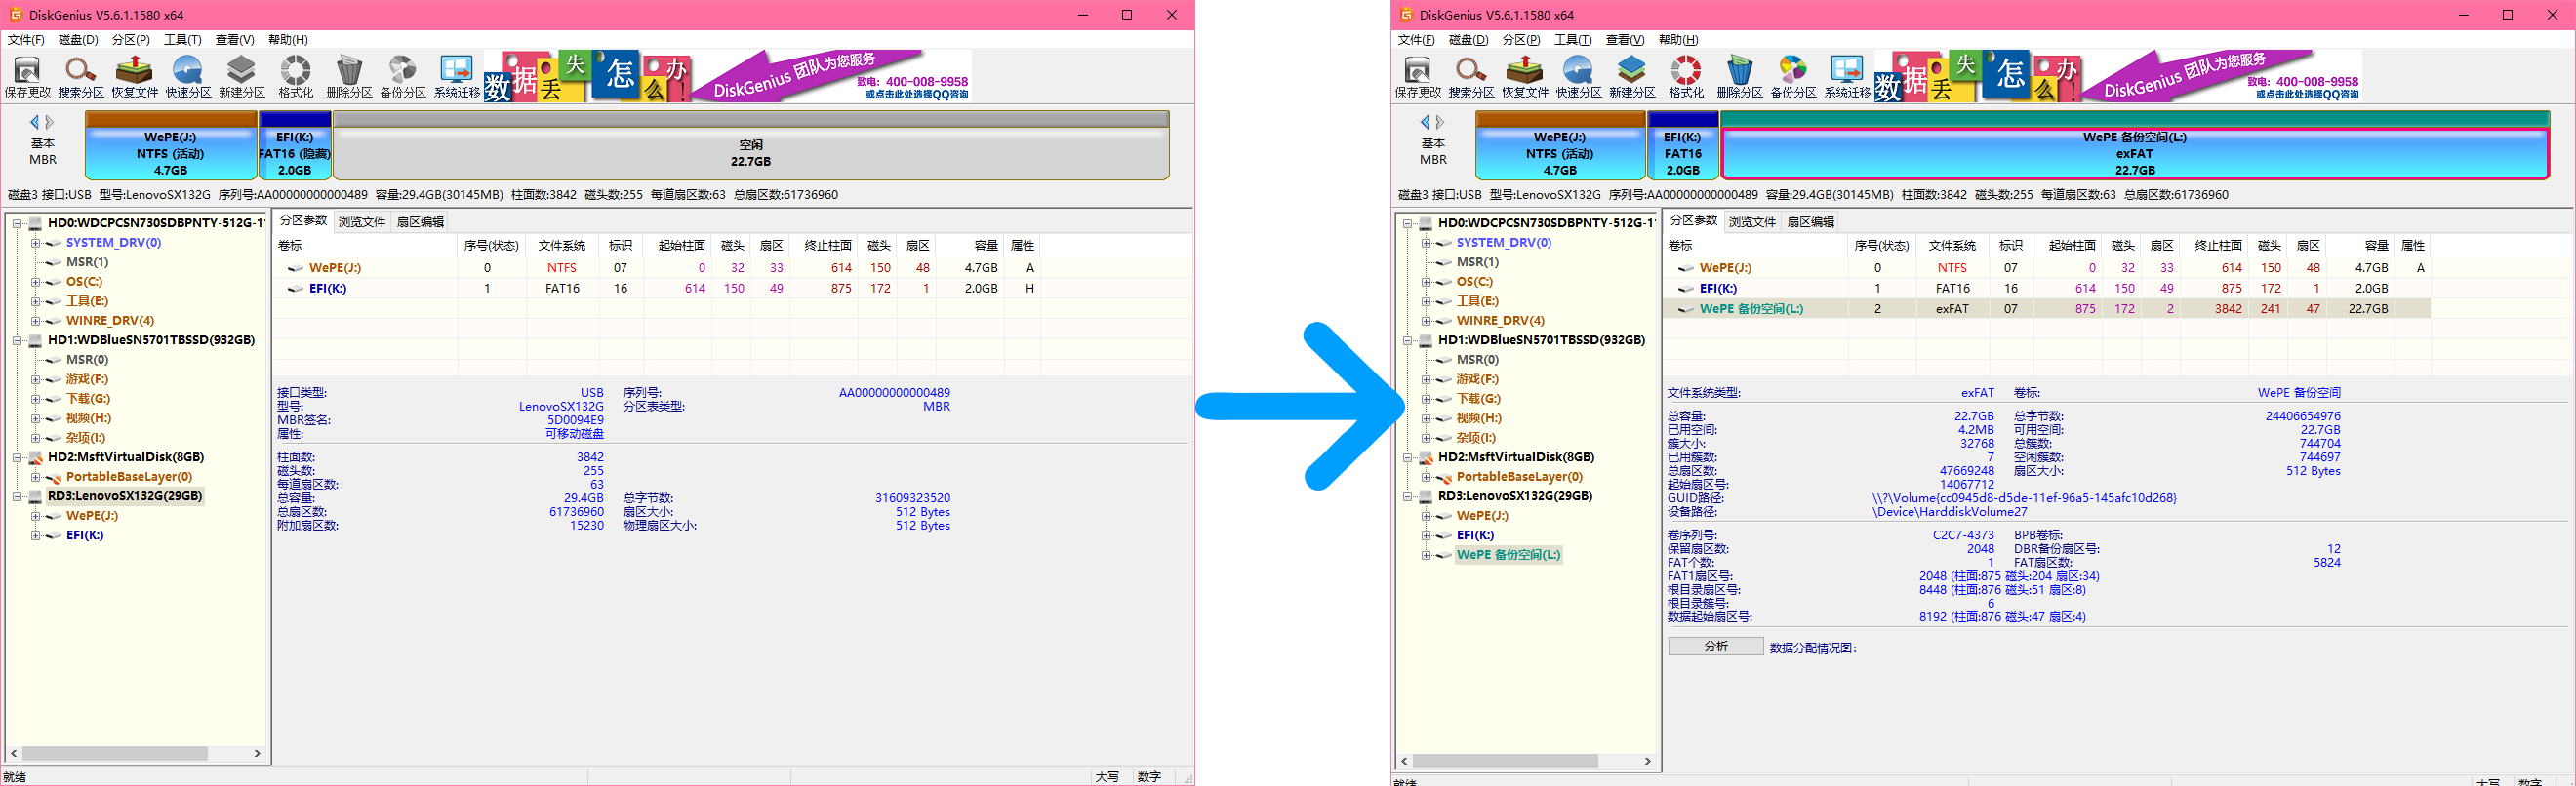 DiskGenius V5.6.1.1580 x64
文件(F) 磁盘(D) 分区(P) 工具(T) 查看(V) 帮助(H)
保存更改 搜索分区 恢复文件 快速分区 新建分区 格式化 删除分区 备份分区 系统迁移
数据丢失怎么办!
DiskGenius 团队为您服务
致电: 400-008-9958
或点击此处选择QQ咨询
基本
MBR
WePE(J:)
NTFS (活动)
4.7GB
EFI(K:)
FAT16 (隐藏)
2.0GB
空闲
22.7GB
磁盘3 接口:USB 型号:LenovoSX132G 序列号:AA00000000000489 容量:29.4GB(30145MB) 柱面数:3842 磁头数:255 每道扇区数:63 总扇区数:61736960
HD0:WDCPCSN730SDBPNTY-512G-1
SYSTEM_DRV(0)
MSR(1)
OS(C:)
工具(E:)
WINRE_DRV(4)
HD1:WDBlueSN5701TBSSD(932GB)
MSR(0)
游戏(F:)
下载(G:)
视频(H:)
杂项(I:)
HD2:MsftVirtualDisk(8GB)
PortableBaseLayer(0)
RD3:LenovoSX132G(29GB)
WePE(J:)
EFI(K:)
分区参数 浏览文件 扇区编辑
卷标 序号(状态) 文件系统 标识 起始柱面 磁头 扇区 终止柱面 磁头 扇区 容量 属性
WePE(J:) 0 NTFS 07 0 32 33 614 150 48 4.7GB A
EFI(K:) 1 FAT16 16 614 150 49 875 172 1 2.0GB H
接口类型: USB 序列号: AA00000000000489
型号: LenovoSX132G 分区表类型: MBR
MBR签名: 5D0094E9
属性: 可移动磁盘
柱面数: 3842
磁头数: 255
每道扇区数: 63
总容量: 29.4GB 总字节数: 31609323520
总扇区数: 61736960 扇区大小: 512 Bytes
附加扇区数: 15230 物理扇区大小: 512 Bytes
就绪 大写 数字
DiskGenius V5.6.1.1580 x64
文件(F) 磁盘(D) 分区(P) 工具(T) 查看(V) 帮助(H)
保存更改 搜索分区 恢复文件 快速分区 新建分区 格式化 删除分区 备份分区 系统迁移
数据丢失怎么办!
DiskGenius 团队为您服务
致电: 400-008-9958
或点击此处选择QQ咨询
基本
MBR
WePE(J:)
NTFS (活动)
4.7GB
EFI(K:)
FAT16
2.0GB
WePE 备份空间(L:)
exFAT
22.7GB
磁盘3 接口:USB 型号:LenovoSX132G 序列号:AA00000000000489 容量:29.4GB(30145MB) 柱面数:3842 磁头数:255 每道扇区数:63 总扇区数:61736960
HD0:WDCPCSN730SDBPNTY-512G-1
SYSTEM_DRV(0)
MSR(1)
OS(C:)
工具(E:)
WINRE_DRV(4)
HD1:WDBlueSN5701TBSSD(932GB)
MSR(0)
游戏(F:)
下载(G:)
视频(H:)
杂项(I:)
HD2:MsftVirtualDisk(8GB)
PortableBaseLayer(0)
RD3:LenovoSX132G(29GB)
WePE(J:)
EFI(K:)
WePE 备份空间(L:)
分区参数 浏览文件 扇区编辑
卷标 序号(状态) 文件系统 标识 起始柱面 磁头 扇区 终止柱面 磁头 扇区 容量 属性
WePE(J:) 0 NTFS 07 0 32 33 614 150 48 4.7GB A
EFI(K:) 1 FAT16 16 614 150 49 875 172 1 2.0GB
WePE 备份空间(L:) 2 exFAT 07 875 172 2 3842 241 47 22.7GB
文件系统类型: exFAT 卷标: WePE 备份空间
总容量: 22.7GB 总字节数: 24406654976
已用空间: 4.2MB 可用空间: 22.7GB
簇大小: 32768 总簇数: 744704
已用簇数: 7 空闲簇数: 744697
总扇区数: 47669248 扇区大小: 512 Bytes
起始扇区号: 14067712
GUID路径: \\?\Volume{cc0945d8-d5de-11ef-96a5-145afc10d268}
设备路径: \Device\HarddiskVolume27
卷序列号: C2C7-4373 BPB卷标:
保留扇区数: 2048 DBR备份扇区号: 12
FAT个数: 1 FAT扇区数: 5824
FAT1扇区号: 2048 (柱面:875 磁头:204 扇区:34)
根目录扇区号: 8448 (柱面:876 磁头:51 扇区:8)
根目录簇号: 6
数据起始扇区号: 8192 (柱面:876 磁头:47 扇区:4)
分析 数据分配情况图:
就绪 大写 数字